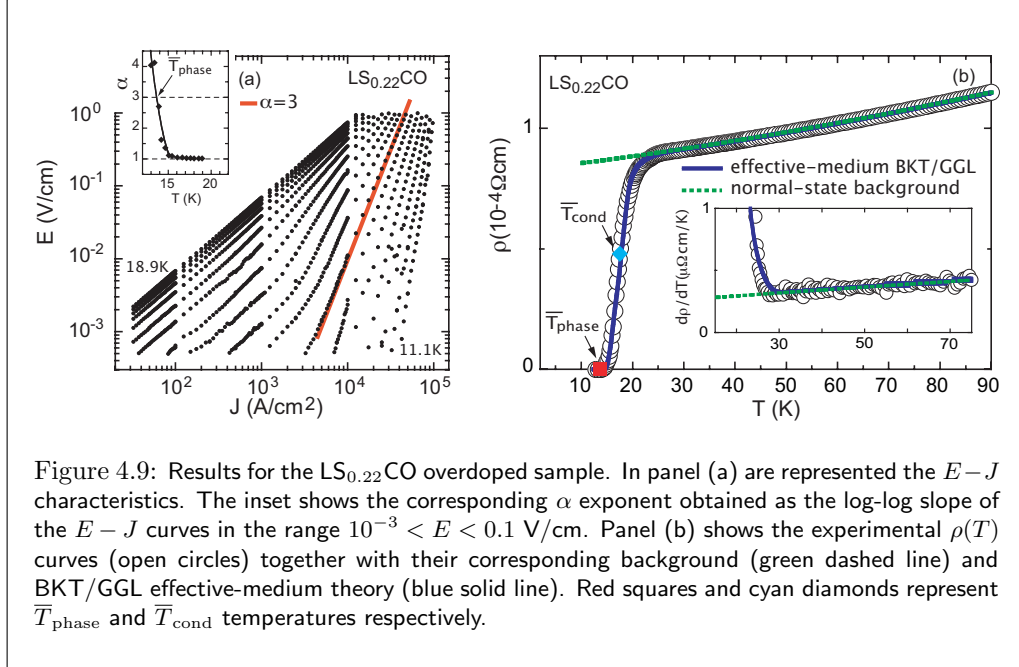 4
3
2
1
α
T̅phase
14
20
T (K)
(a)
LS0.22CO
α=3
10^0
10^-1
10^-2
10^-3
E (V/cm)
18.9K
11.1K
10^2
10^3
10^4
10^5
J (A/cm2)
LS0.22CO
(b)
1
0
ρ(10-4Ωcm)
effective-medium BKT/GGL
normal-state background
T̅cond
T̅phase
1
0
dρ/dT(μΩcm/K)
30
50
70
10
20
30
40
50
60
70
80
90
T (K)
Figure 4.9: Results for the LS0.22CO overdoped sample. In panel (a) are represented the E−J
characteristics. The inset shows the corresponding α exponent obtained as the log-log slope of
the E − J curves in the range 10^−3 < E < 0.1 V/cm. Panel (b) shows the experimental ρ(T)
curves (open circles) together with their corresponding background (green dashed line) and
BKT/GGL effective-medium theory (blue solid line). Red squares and cyan diamonds represent
T̅phase and T̅cond temperatures respectively.